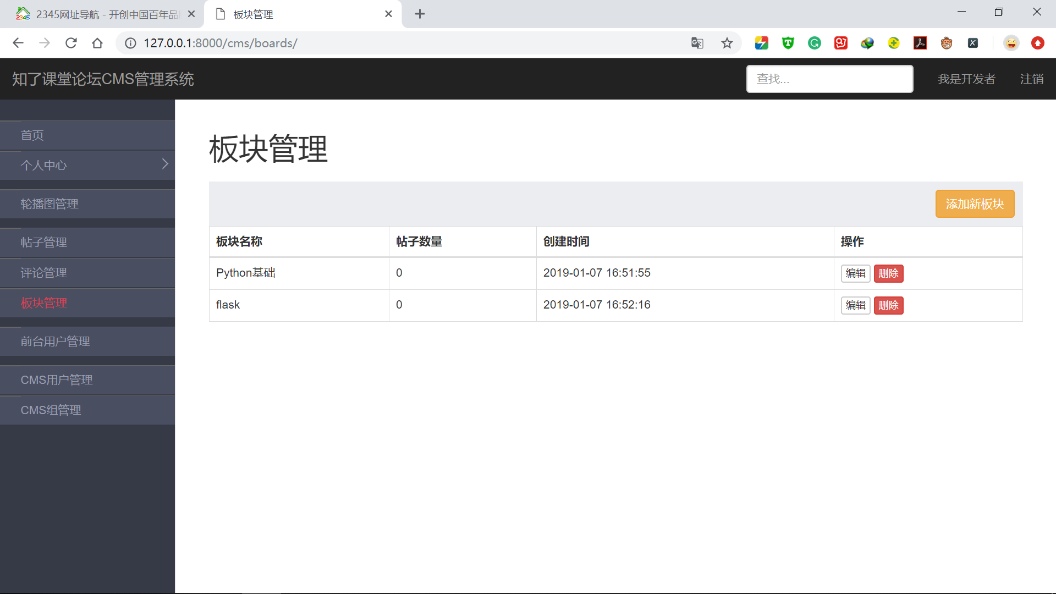 2345网址导航 - 开创中国百年品
板块管理
127.0.0.1:8000/cms/boards/
知了课堂论坛CMS管理系统
查找...
我是开发者
注销
首页
个人中心
轮播图管理
帖子管理
评论管理
板块管理
前台用户管理
CMS用户管理
CMS组管理
板块管理
添加新板块
板块名称 帖子数量 创建时间 操作
Python基础 0 2019-01-07 16:51:55 编辑 删除
flask 0 2019-01-07 16:52:16 编辑 删除